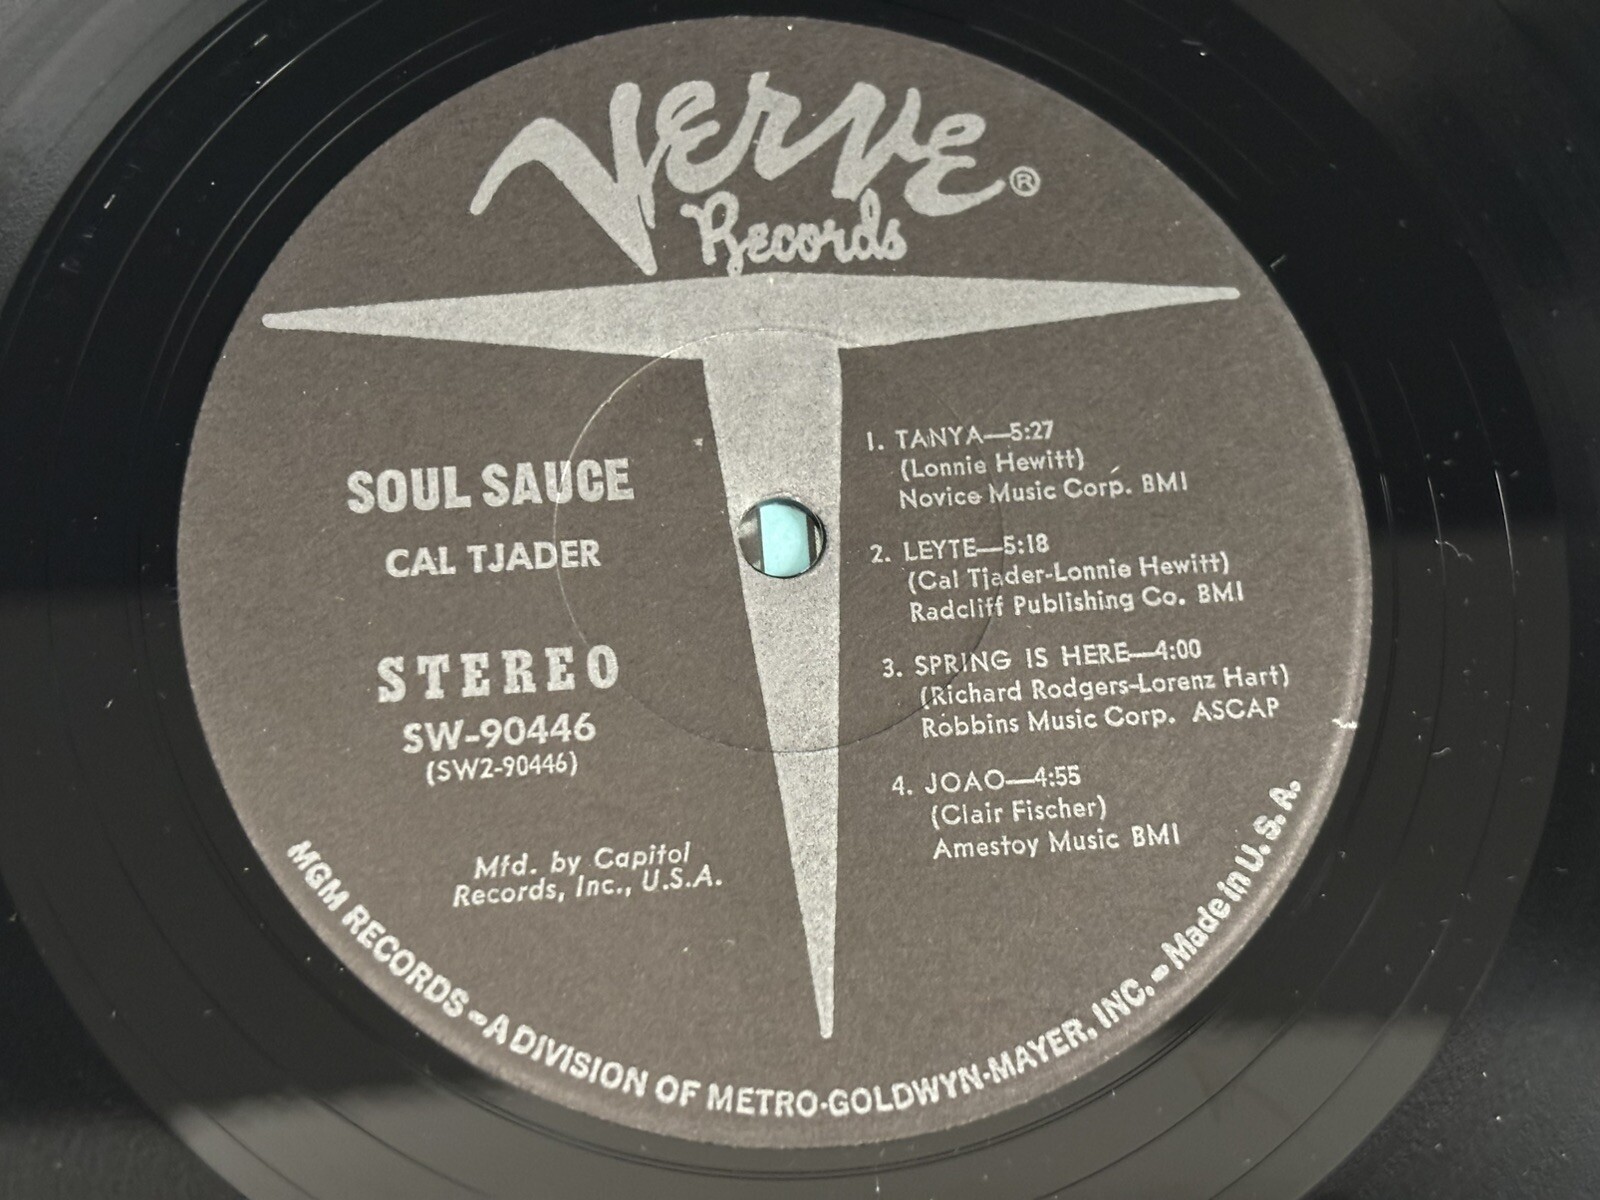 Verve®
Records
SOUL SAUCE
CAL TJADER
STEREO
SW-90446
(SW2-90446)
Mfd. by Capitol
Records, Inc., U.S.A.
1. TANYA—5:27
(Lonnie Hewitt)
Novice Music Corp. BMI
2. LEYTE—5:18
(Cal Tjader-Lonnie Hewitt)
Radcliff Publishing Co. BMI
3. SPRING IS HERE—4:00
(Richard Rodgers-Lorenz Hart)
Robbins Music Corp. ASCAP
4. JOAO—4:55
(Clair Fischer)
Amestoy Music BMI
MGM RECORDS - A DIVISION OF METRO-GOLDWYN-MAYER, INC. - Made in U.S.A.